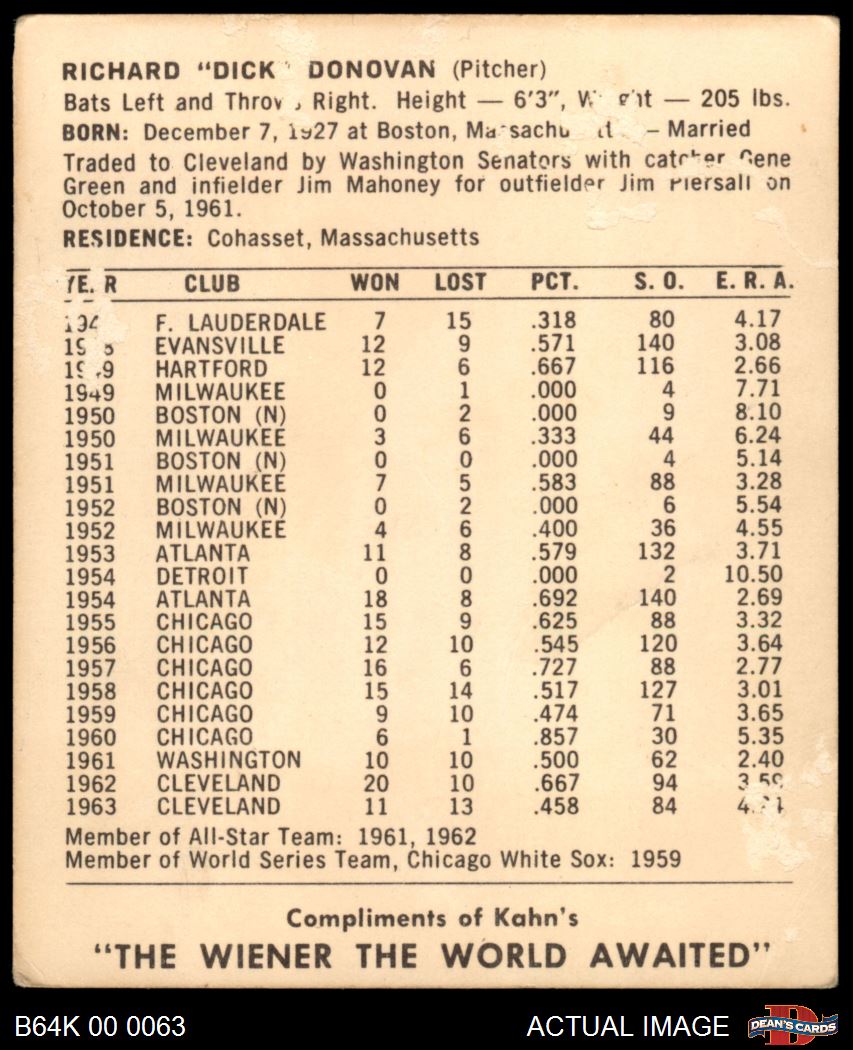 RICHARD "DICK" DONOVAN (Pitcher)
Bats Left and Right. Height — 6'3", — 205 lbs.
BORN: December 7, 1927 at Boston, — Married
Traded to Cleveland by Washington Senators with catcher Gene
Green and infielder Jim Mahoney for outfielder Jim Piersall on
October 5, 1961.
RESIDENCE: Cohasset, Massachusetts
CLUB WON LOST PCT. S. O. E. R. A.
F. LAUDERDALE 7 15 .318 80 4.17
EVANSVILLE 12 9 .571 140 3.08
HARTFORD 12 6 .667 116 2.66
1949 MILWAUKEE 0 1 .000 4 7.71
1950 BOSTON (N) 0 2 .000 9 8.10
1950 MILWAUKEE 3 6 .333 44 6.24
1951 BOSTON (N) 0 0 .000 4 5.14
1951 MILWAUKEE 7 5 .583 88 3.28
1952 BOSTON (N) 0 2 .000 6 5.54
1952 MILWAUKEE 4 6 .400 36 4.55
1953 ATLANTA 11 8 .579 132 3.71
1954 DETROIT 0 0 .000 2 10.50
1954 ATLANTA 18 8 .692 140 2.69
1955 CHICAGO 15 9 .625 88 3.32
1956 CHICAGO 12 10 .545 120 3.64
1957 CHICAGO 16 6 .727 88 2.77
1958 CHICAGO 15 14 .517 127 3.01
1959 CHICAGO 9 10 .474 71 3.65
1960 CHICAGO 6 1 .857 30 5.35
1961 WASHINGTON 10 10 .500 62 2.40
1962 CLEVELAND 20 10 .667 94 3.59
1963 CLEVELAND 11 13 .458 84
Member of All-Star Team: 1961, 1962
Member of World Series Team, Chicago White Sox: 1959
Compliments of Kahn's
"THE WIENER THE WORLD AWAITED"
B64K 00 0063 ACTUAL IMAGE DEAN'S CARDS